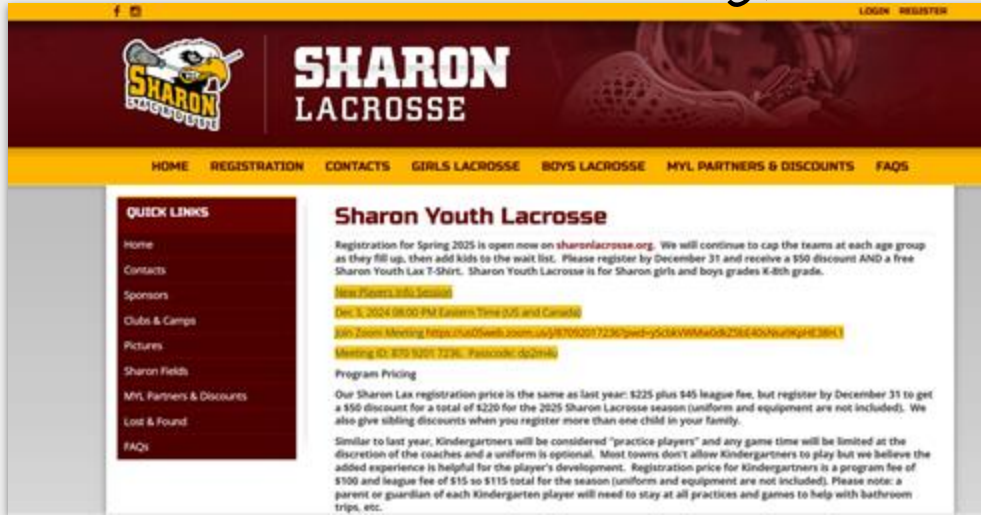 LOGIN REGISTER
SHARON
LACROSSE
SHARON
LACROSSE
HOME REGISTRATION CONTACTS GIRLS LACROSSE BOYS LACROSSE MYL PARTNERS & DISCOUNTS FAQS
QUICK LINKS
Home
Contacts
Sponsors
Clubs & Camps
Pictures
Sharon Fields
MYL Partners & Discounts
Lost & Found
FAQs
Sharon Youth Lacrosse
Registration for Spring 2025 is open now on sharonlacrosse.org. We will continue to cap the teams at each age group
as they fill up, then add kids to the wait list. Please register by December 31 and receive a $50 discount AND a free
Sharon Youth Lax T-Shirt. Sharon Youth Lacrosse is for Sharon girls and boys grades K-8th grade.
New Players Info Session
Dec 3, 2024 08:00 PM Eastern Time (US and Canada)
Join Zoom Meeting
Meeting ID: 870 9201 7236, Passcode: dp2m4u
Program Pricing
Our Sharon Lax registration price is the same as last year: $225 plus $45 league fee, but register by December 31 to get
a $50 discount for a total of $220 for the 2025 Sharon Lacrosse season (uniform and equipment are not included). We
also give sibling discounts when you register more than one child in your family.
Similar to last year, Kindergartners will be considered "practice players" and any game time will be limited at the
discretion of the coaches and a uniform is optional. Most towns don't allow Kindergartners to play but we believe the
added experience is helpful for the player's development. Registration price for Kindergartners is a program fee of
$100 and league fee of $15 so $115 total for the season (uniform and equipment are not included). Please note: a
parent or guardian of each Kindergarten player will need to stay at all practices and games to help with bathroom
trips, etc.